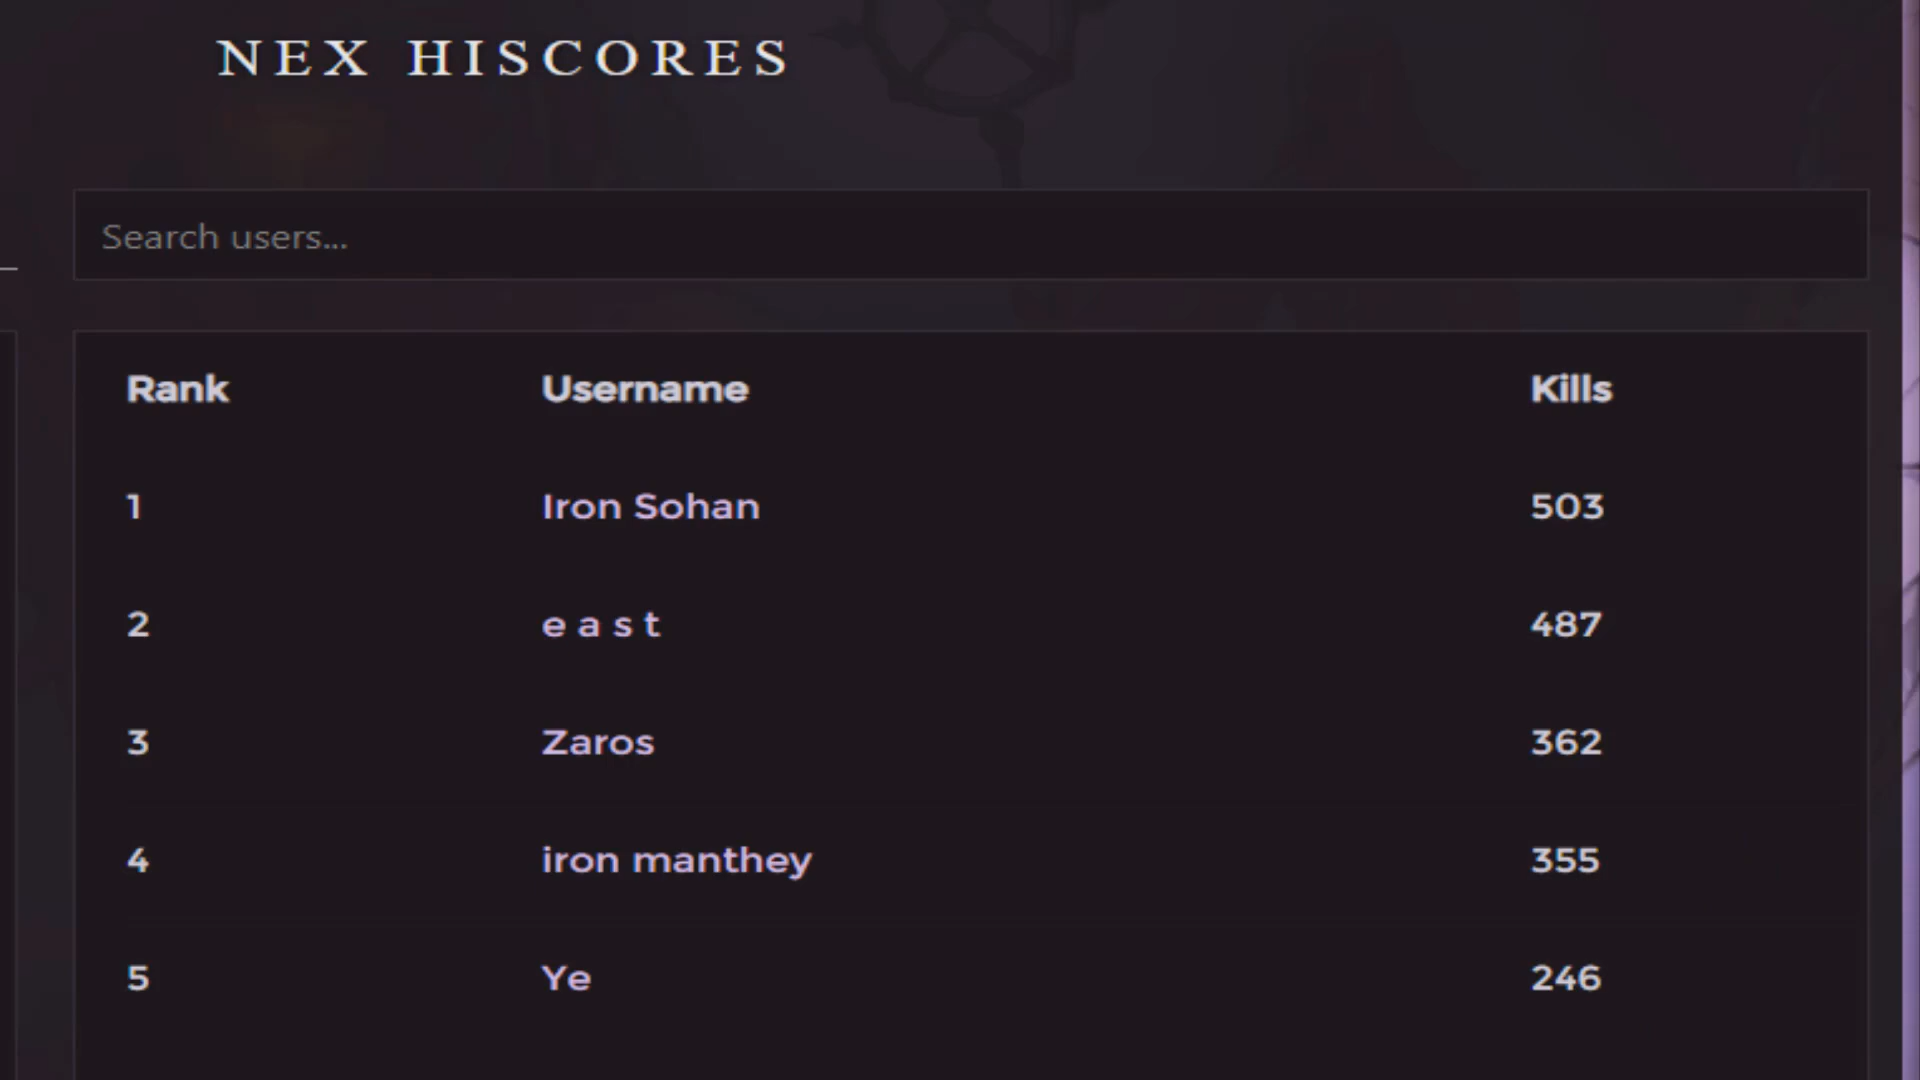 NEX HISCORES
Search users...
Rank Username Kills
1 Iron Sohan 503
2 e a s t 487
3 Zaros 362
4 iron manthey 355
5 Ye 246